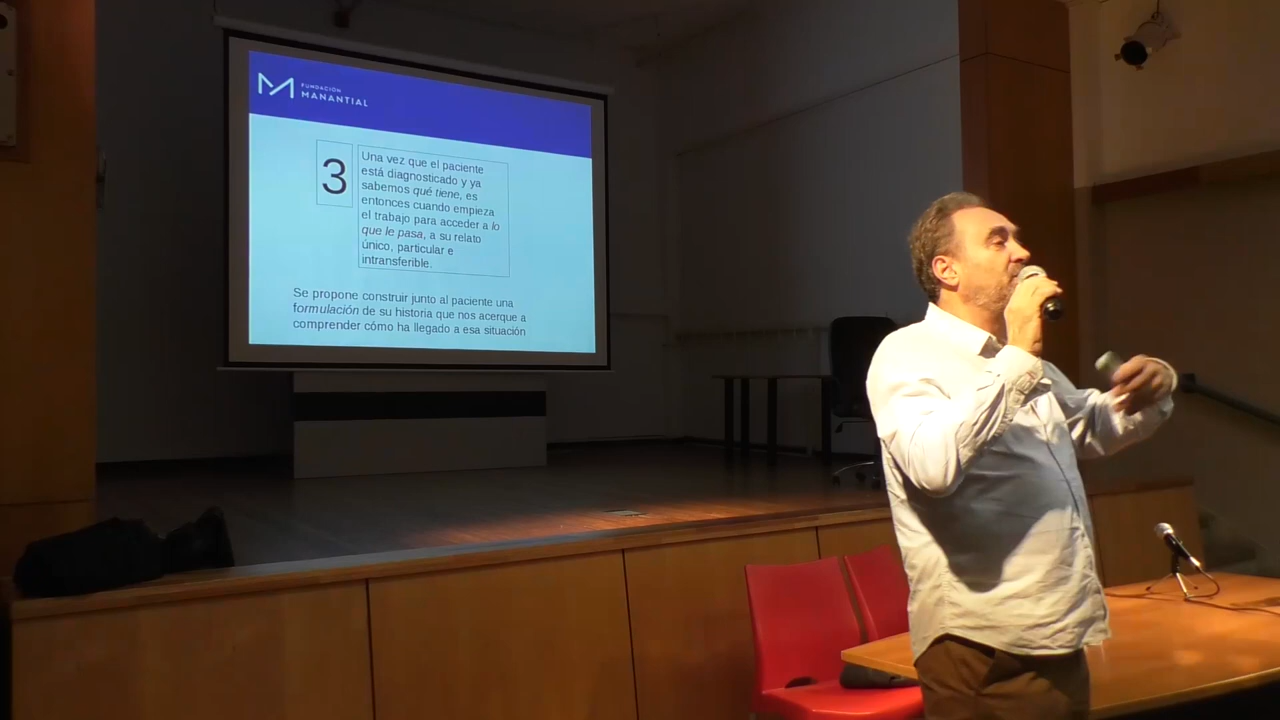 FUNDACIÓN
MANANTIAL
3
Una vez que el paciente
está diagnosticado y ya
sabemos qué tiene, es
entonces cuando empieza
el trabajo para acceder a lo
que le pasa, a su relato
único, particular e
intransferible.
Se propone construir junto al paciente una
formulación de su historia que nos acerque a
comprender cómo ha llegado a esa situación